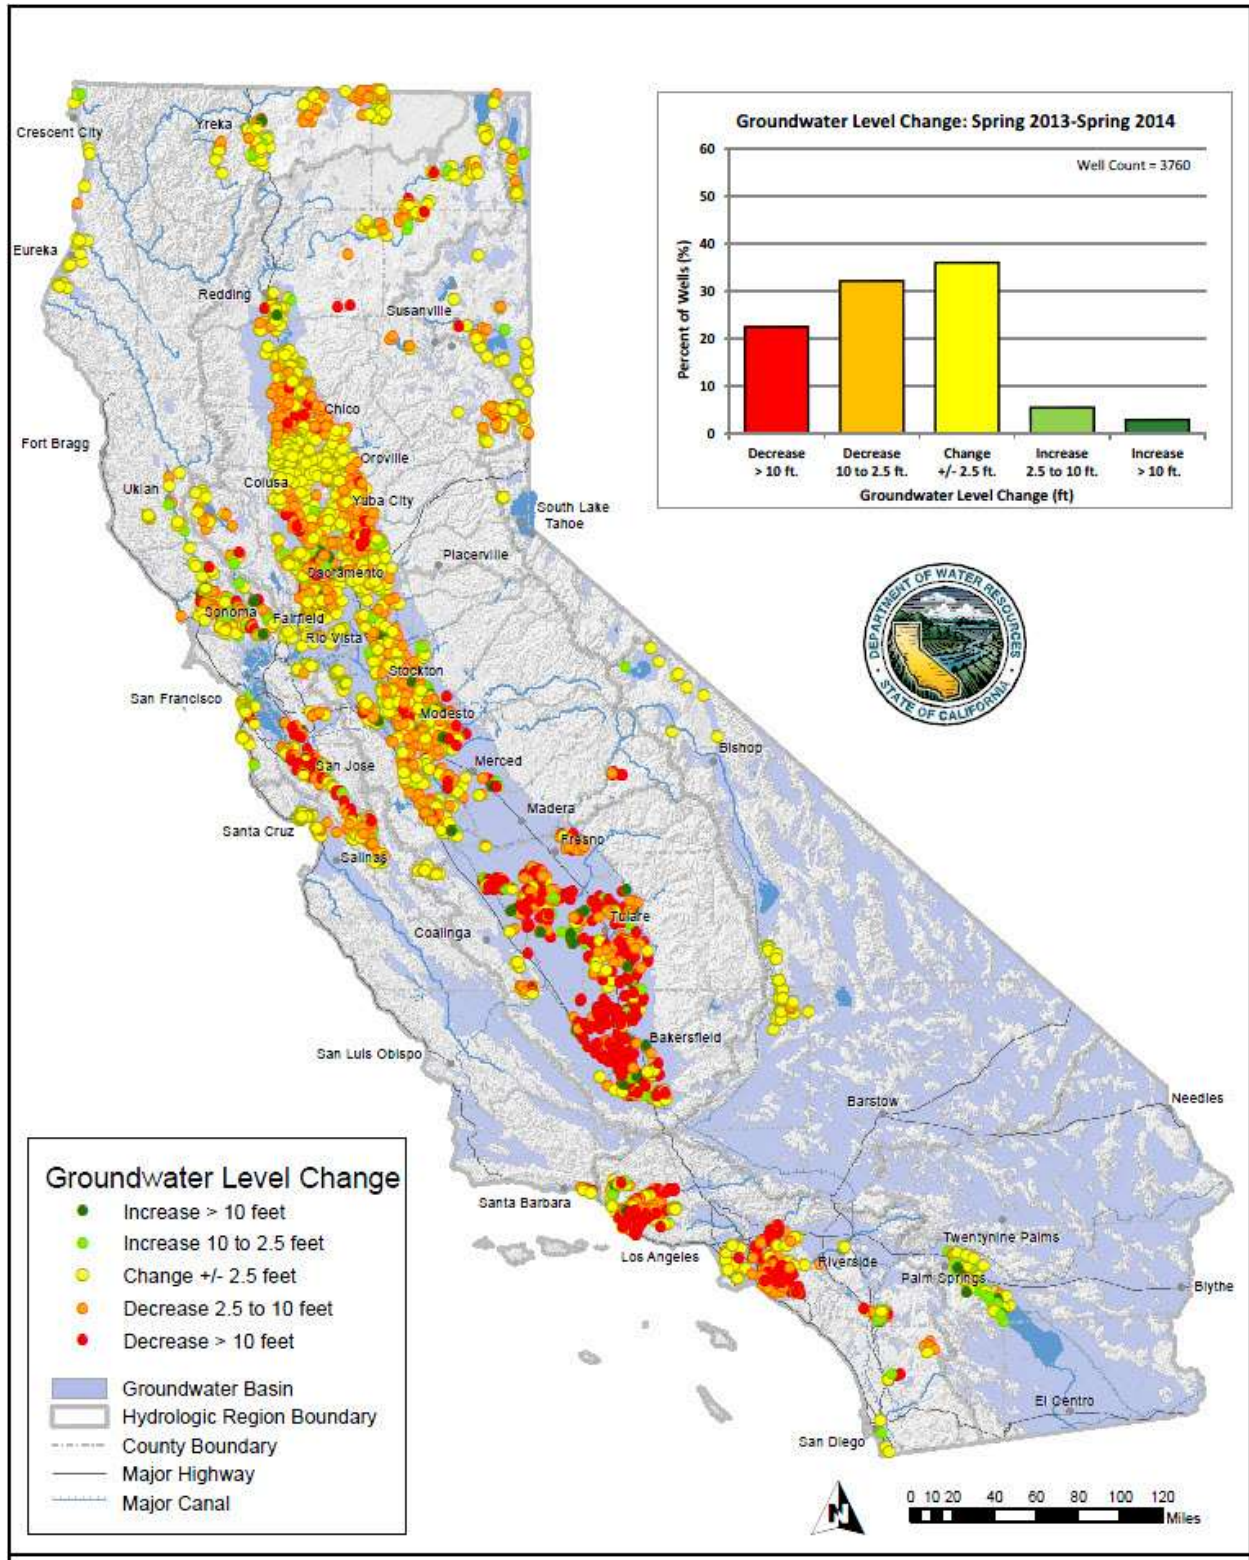 Groundwater Level Change: Spring 2013-Spring 2014
Well Count = 3760
Percent of Wells (%)
60
50
40
30
20
10
0
Decrease > 10 ft.
Decrease 10 to 2.5 ft.
Change +/- 2.5 ft.
Increase 2.5 to 10 ft.
Increase > 10 ft.
Groundwater Level Change (ft)
DEPARTMENT OF WATER RESOURCES
STATE OF CALIFORNIA
Crescent City
Yreka
Eureka
Redding
Susanville
Chico
Fort Bragg
Oroville
Ukiah
Colusa
Yuba City
South Lake Tahoe
Placerville
Sacramento
Sonoma
Fairfield
Rio Vista
Stockton
San Francisco
Modesto
Bishop
San Jose
Merced
Madera
Santa Cruz
Fresno
Salinas
Tulare
Coalinga
Bakersfield
San Luis Obispo
Barstow
Needles
Santa Barbara
Twentynine Palms
Los Angeles
Riverside
Palm Springs
Blythe
El Centro
San Diego
Groundwater Level Change
Increase > 10 feet
Increase 10 to 2.5 feet
Change +/- 2.5 feet
Decrease 2.5 to 10 feet
Decrease > 10 feet
Groundwater Basin
Hydrologic Region Boundary
County Boundary
Major Highway
Major Canal
N
0 10 20 40 60 80 100 120
Miles